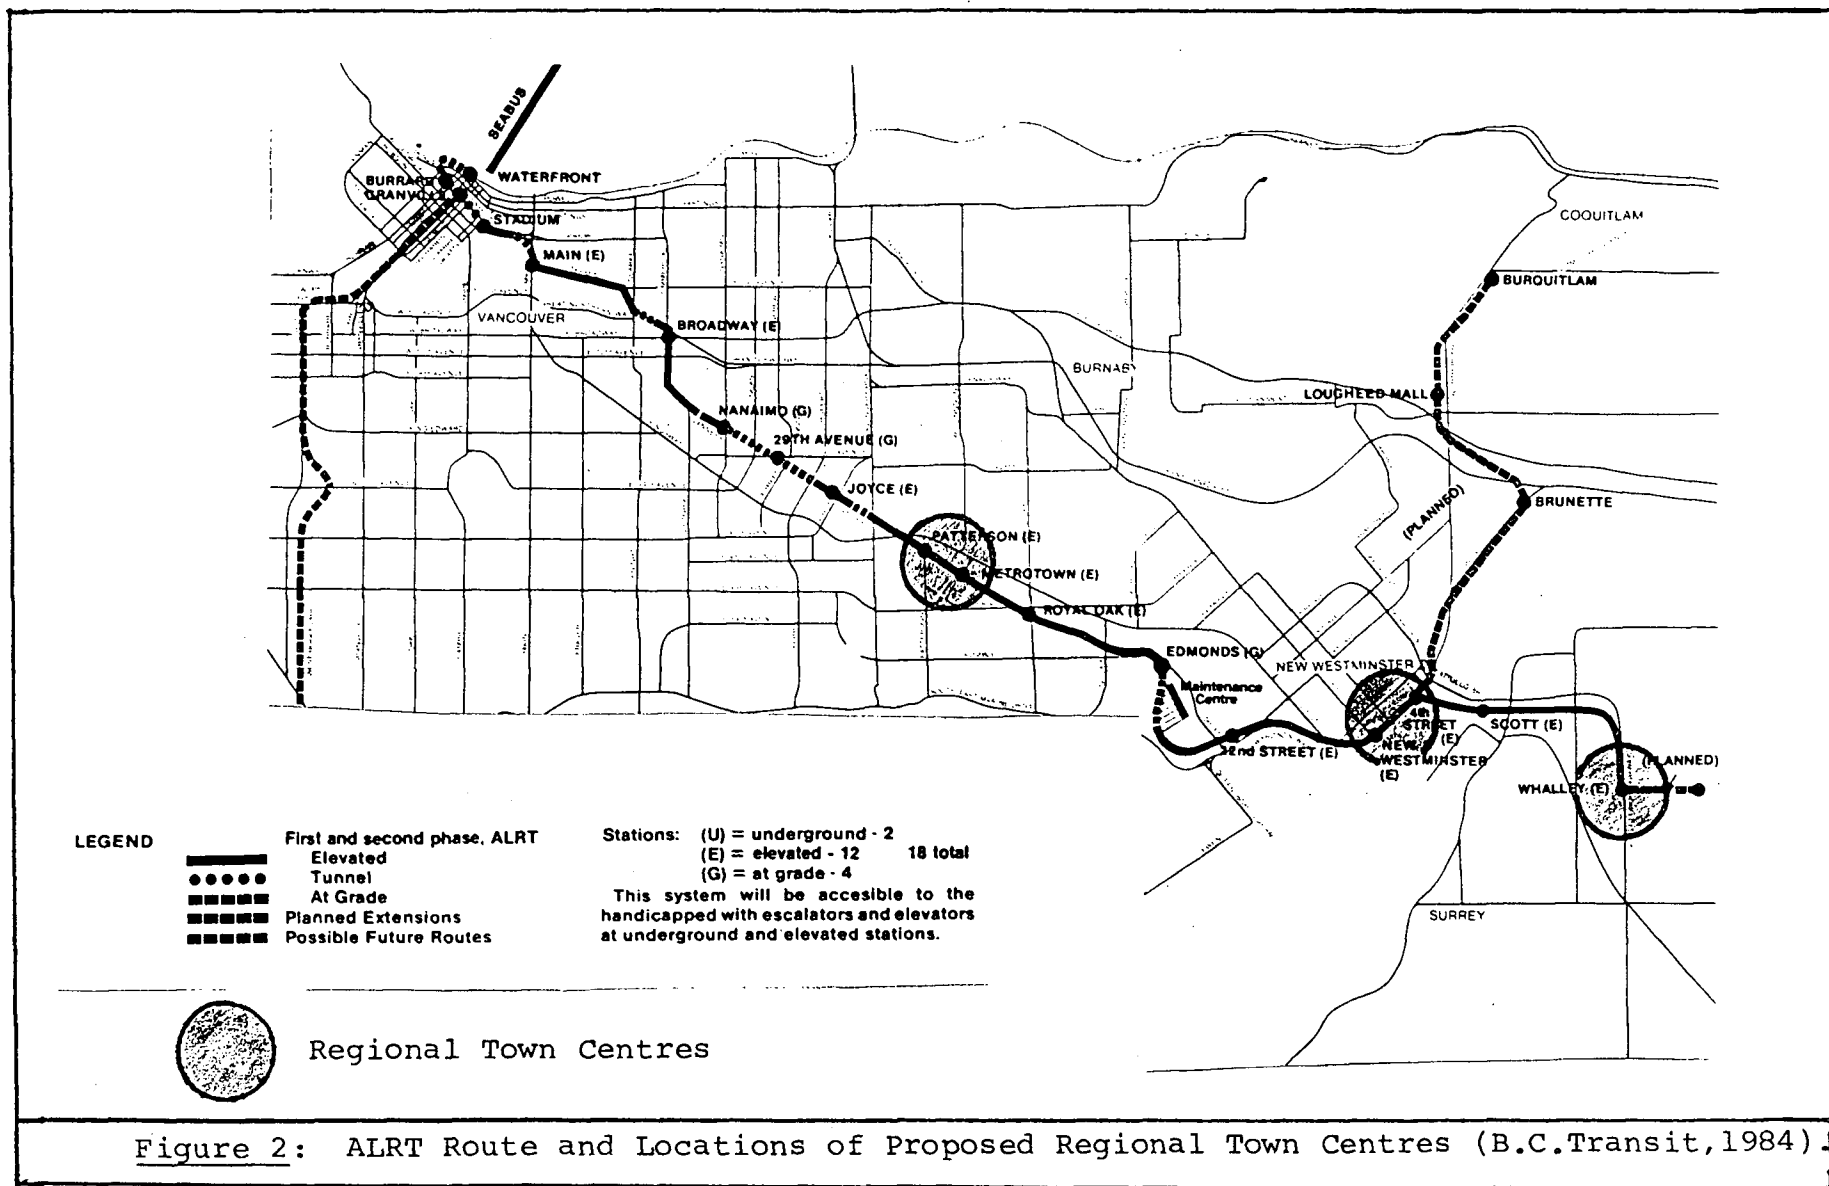 SEABUS
WATERFRONT
BURRARD
GRANVILLE
STADIUM
MAIN (E)
COQUITLAM
BURQUITLAM
VANCOUVER
BROADWAY (E)
BURNABY
LOUGHEED MALL
NANAIMO (G)
29TH AVENUE (G)
JOYCE (E)
(PLANNED)
BRUNETTE
PATTERSON (E)
METROTOWN (E)
ROYAL OAK (E)
EDMONDS (G)
NEW WESTMINSTER
Maintenance
Centre
4th
STREET
(E)
SCOTT (E)
22nd STREET (E)
NEW
WESTMINSTER
(E)
(PLANNED)
WHALLEY (E)
SURREY
LEGEND
First and second phase, ALRT
Elevated
Tunnel
At Grade
Planned Extensions
Possible Future Routes
Stations: (U) = underground - 2
(E) = elevated - 12 18 total
(G) = at grade - 4
This system will be accesible to the
handicapped with escalators and elevators
at underground and elevated stations.
Regional Town Centres
Figure 2: ALRT Route and Locations of Proposed Regional Town Centres (B.C.Transit,1984).